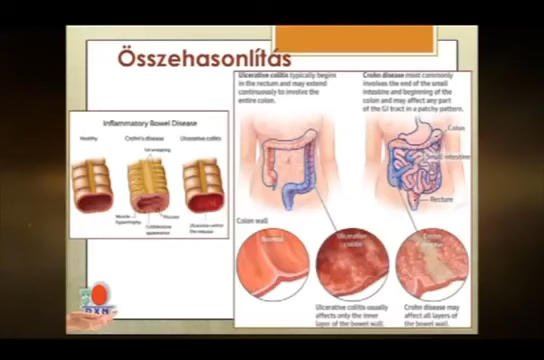 Összehasonlítás
Ulcerative colitis typically begins
in the rectum and may extend
continuously to involve the
entire colon.
Crohn disease most commonly
involves the end of the small
intestine and beginning of the
colon and may affect any part
of the GI tract in a patchy pattern.
Inflammatory Bowel Disease
Healthy
Crohn's disease
Ulcerative colitis
Fat wrapping
Muscle
hypertrophy
Fissures
Cobblestone
appearance
Ulceration within
the mucosa
Colon
Small intestine
Rectum
Colon wall
Normal
Ulcerative
colitis
Crohn
disease
Ulcerative colitis usually
affects only the inner
layer of the bowel wall.
Crohn disease may
affect all layers of
the bowel wall.
DXN